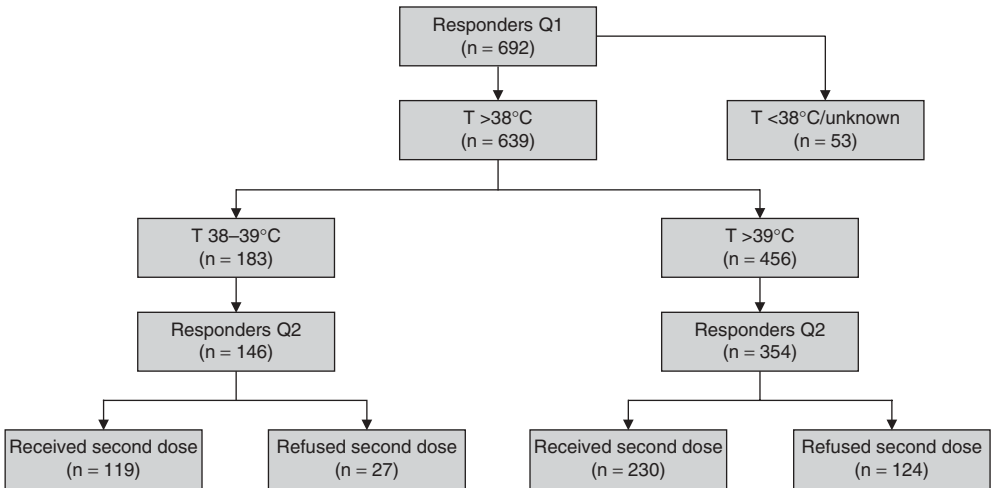 Responders Q1
(n = 692)
T >38°C
(n = 639)
T <38°C/unknown
(n = 53)
T 38–39°C
(n = 183)
T >39°C
(n = 456)
Responders Q2
(n = 146)
Responders Q2
(n = 354)
Received second dose
(n = 119)
Refused second dose
(n = 27)
Received second dose
(n = 230)
Refused second dose
(n = 124)